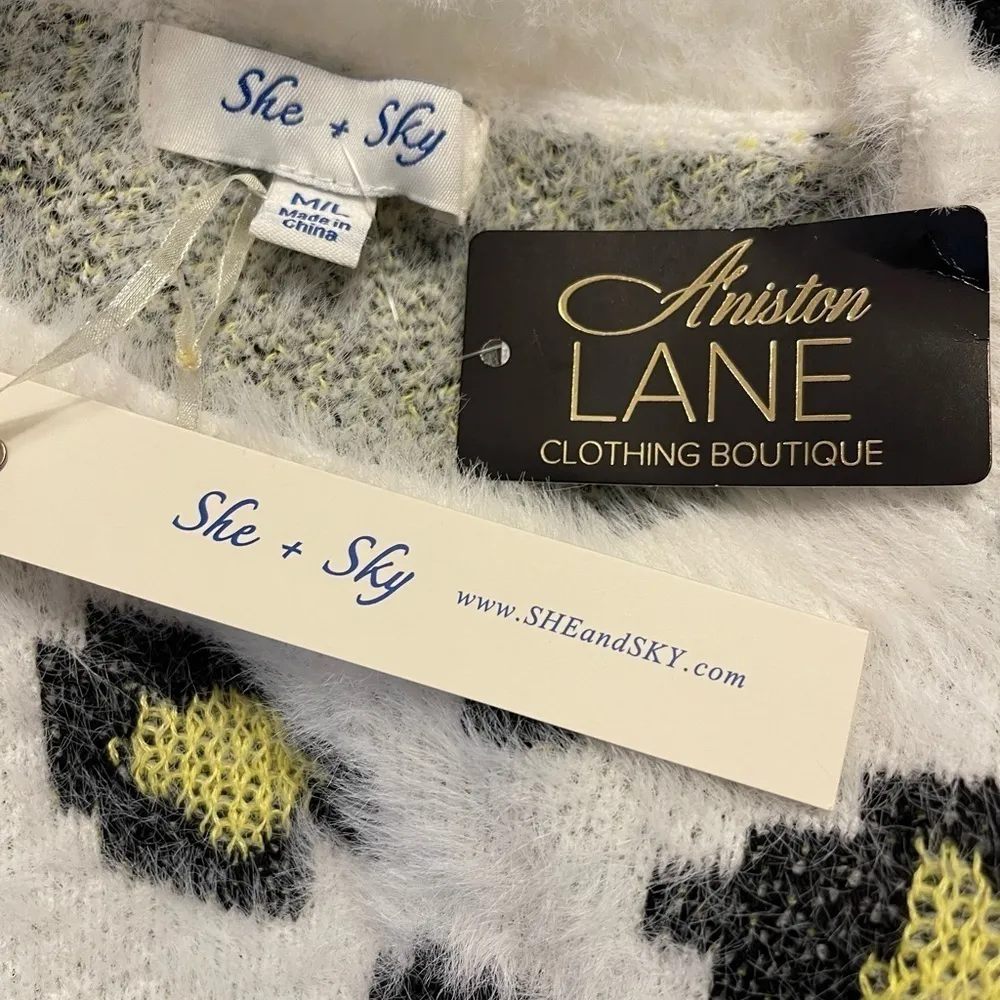 She + Sky
M/L
Made in
China
Aniston
LANE
CLOTHING BOUTIQUE
She + Sky
www.SHEandSKY.com